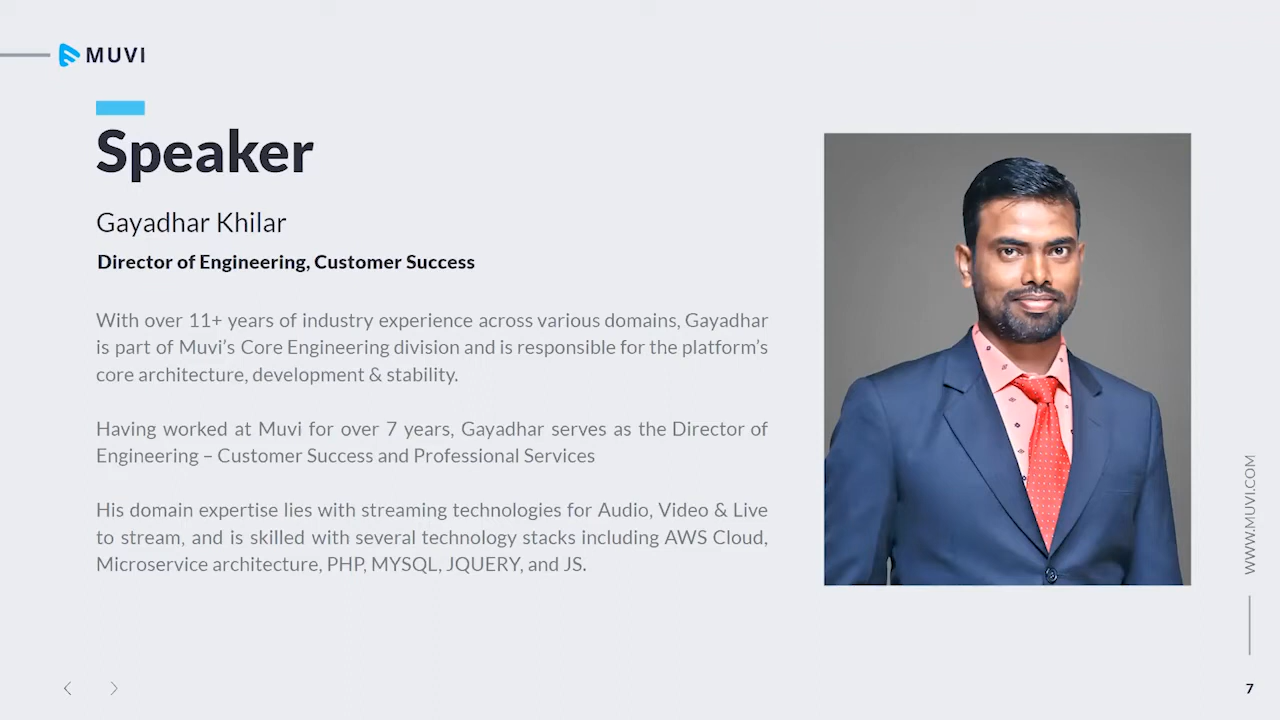 MUVI
Speaker
Gayadhar Khilar
Director of Engineering, Customer Success
With over 11+ years of industry experience across various domains, Gayadhar
is part of Muvi’s Core Engineering division and is responsible for the platform’s
core architecture, development & stability.
Having worked at Muvi for over 7 years, Gayadhar serves as the Director of
Engineering – Customer Success and Professional Services
His domain expertise lies with streaming technologies for Audio, Video & Live
to stream, and is skilled with several technology stacks including AWS Cloud,
Microservice architecture, PHP, MYSQL, JQUERY, and JS.
WWW.MUVI.COM
7